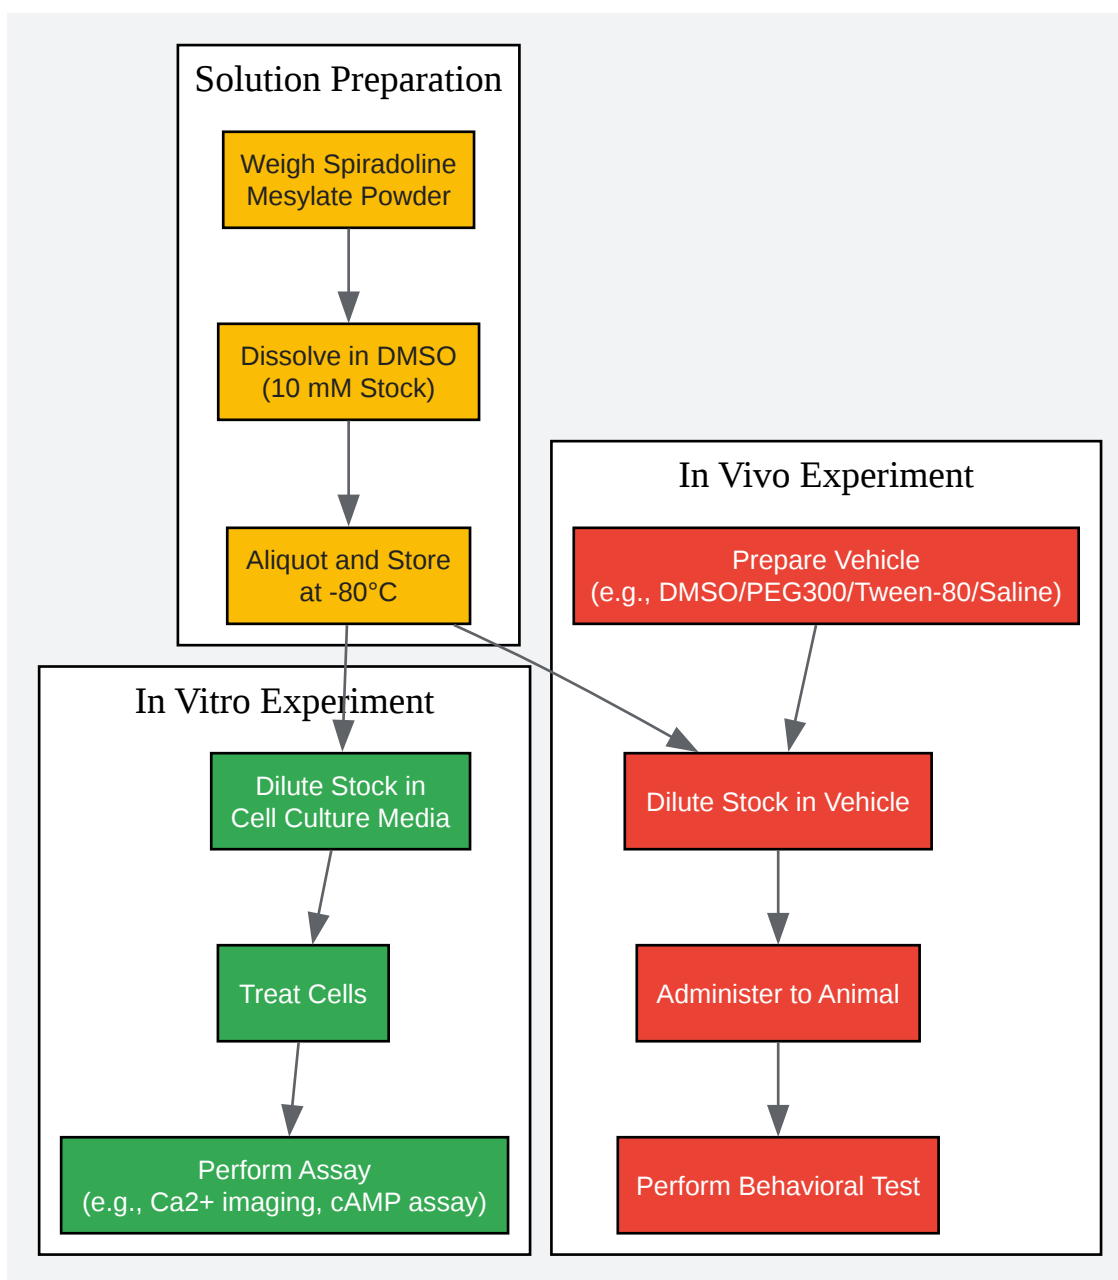 Solution Preparation
Weigh Spiradoline
Mesylate Powder
Dissolve in DMSO
(10 mM Stock)
Aliquot and Store
at -80°C
In Vitro Experiment
Dilute Stock in
Cell Culture Media
Treat Cells
Perform Assay
(e.g., Ca2+ imaging, cAMP assay)
In Vivo Experiment
Prepare Vehicle
(e.g., DMSO/PEG300/Tween-80/Saline)
Dilute Stock in Vehicle
Administer to Animal
Perform Behavioral Test